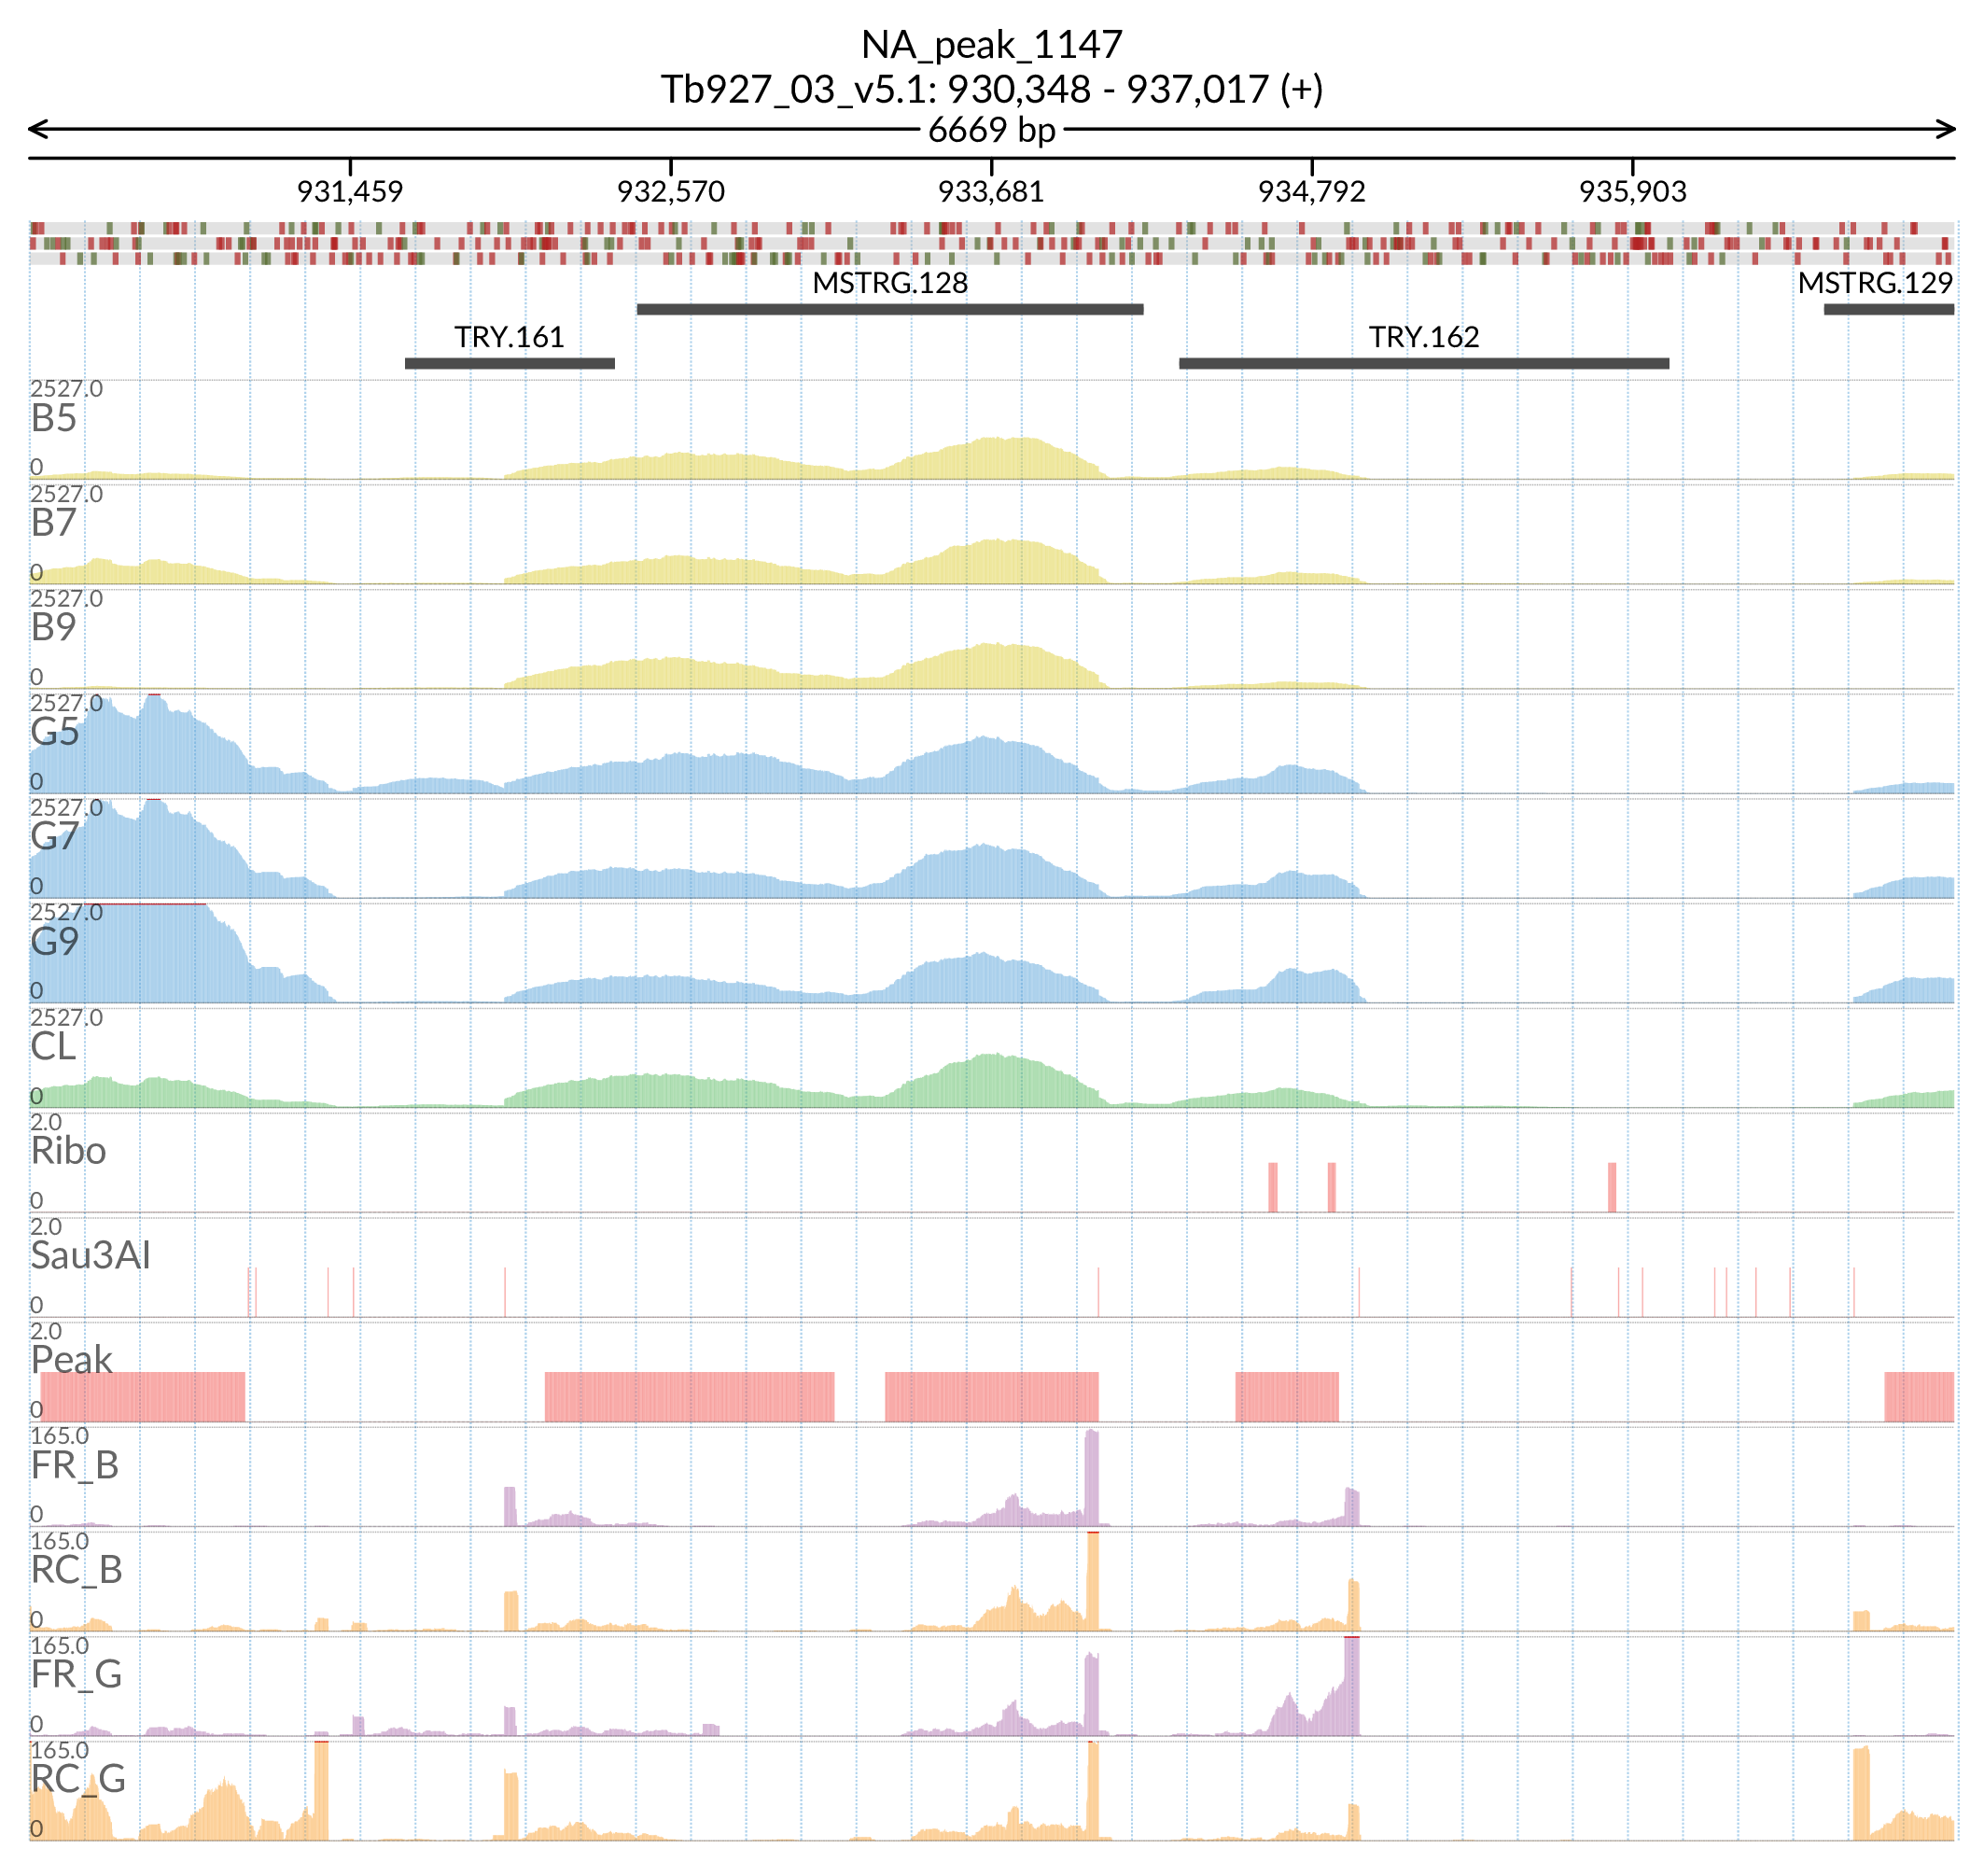 NA_peak_1147
Tb927_03_v5.1: 930,348 - 937,017 (+)
6669 bp
931,459 932,570 933,681 934,792 935,903
MSTRG.128 MSTRG.129
TRY.161 TRY.162
2527.0
B5
0
2527.0
B7
0
2527.0
B9
0
2527.0
G5
0
2527.0
G7
0
2527.0
G9
0
2527.0
CL
0
2.0
Ribo
0
2.0
Sau3AI
0
2.0
Peak
0
165.0
FR_B
0
165.0
RC_B
0
165.0
FR_G
0
165.0
RC_G
0